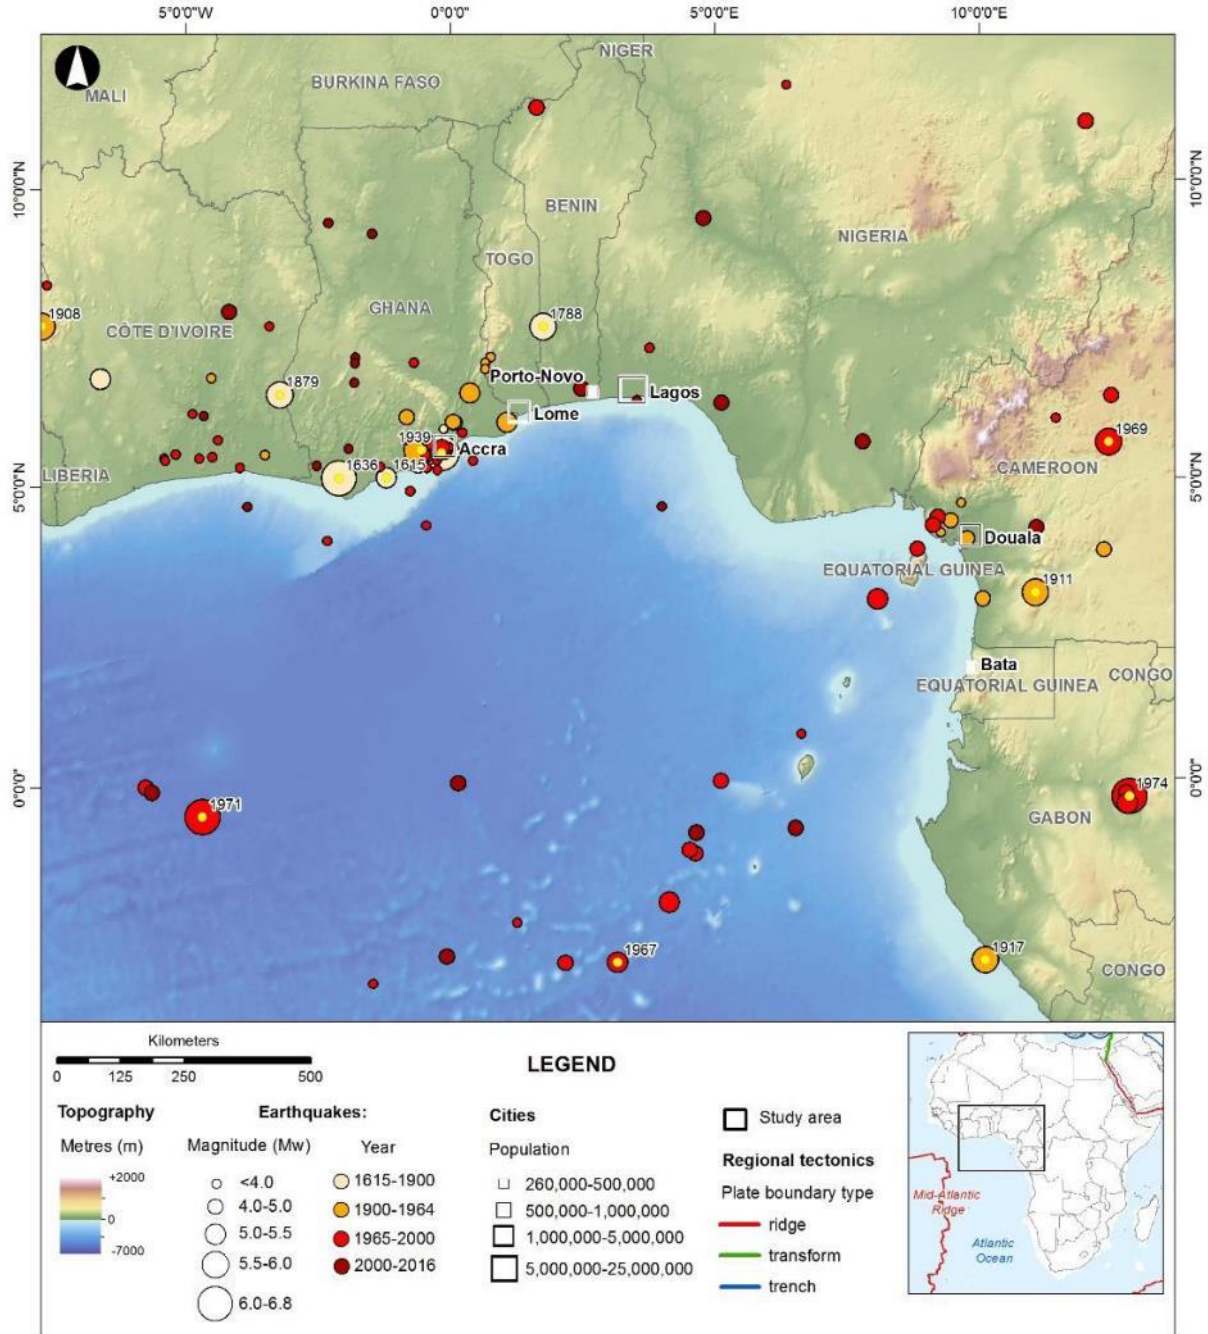 5°0'0"W 0°0'0" 5°0'0"E 10°0'0"E
NIGER
BURKINA FASO
MALI
10°0'0"N 10°0'0"N
BENIN
NIGERIA
TOGO
GHANA
1908 1788
CÔTE D'IVOIRE
Porto-Novo
1879
Lagos
Lome
1969
1939
Accra
1636 1615
CAMEROON
LIBERIA
5°0'0"N 5°0'0"N
Douala
EQUATORIAL GUINEA
1911
Bata
CONGO
EQUATORIAL GUINEA
0°0'0" 0°0'0"
1974
1971
GABON
1917
1967
CONGO
Kilometers
0 125 250 500
LEGEND
Topography
Metres (m)
+2000
0
-7000
Earthquakes:
Magnitude (Mw)
<4.0
4.0-5.0
5.0-5.5
5.5-6.0
6.0-6.8
Year
1615-1900
1900-1964
1965-2000
2000-2016
Cities
Population
260,000-500,000
500,000-1,000,000
1,000,000-5,000,000
5,000,000-25,000,000
Study area
Regional tectonics
Plate boundary type
ridge
transform
trench
Mid-Atlantic
Ridge
Atlantic
Ocean